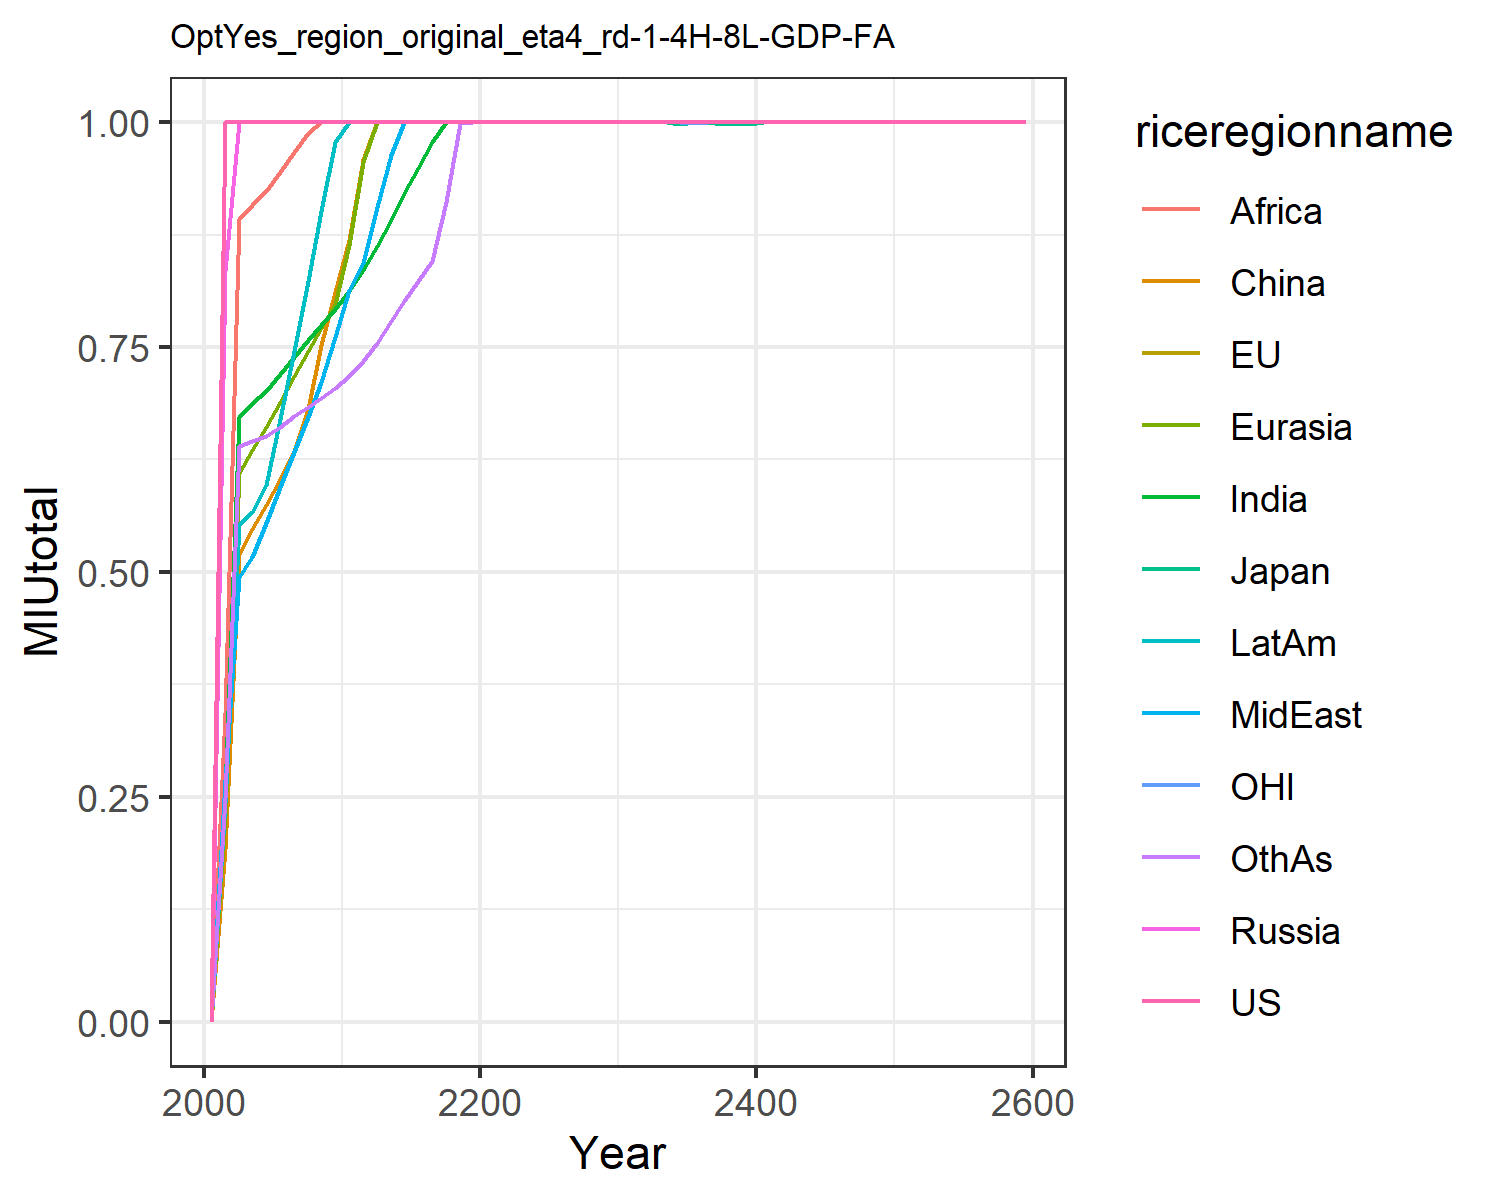 OptYes_region_original_eta4_rd-1-4H-8L-GDP-FA
1.00
0.75
0.50
0.25
0.00
MIUtotal
2000
2200
2400
2600
Year
riceregionname
Africa
China
EU
Eurasia
India
Japan
LatAm
MidEast
OHI
OthAs
Russia
US